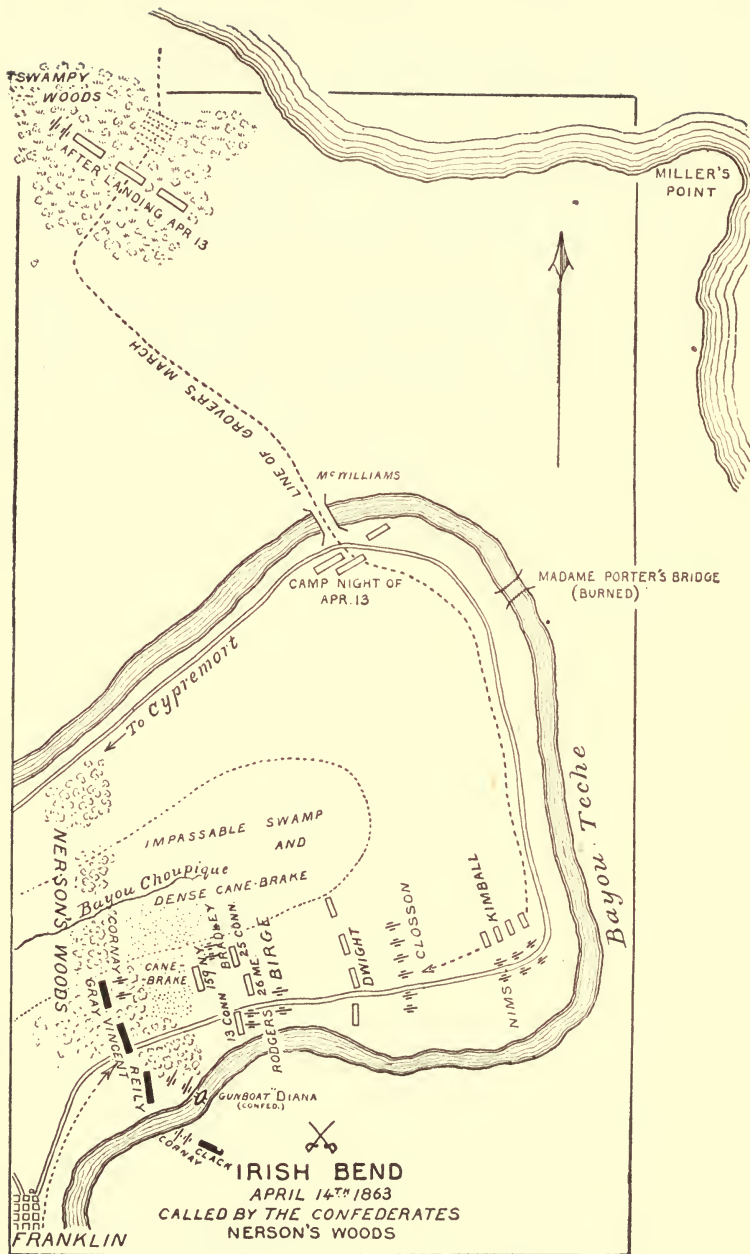 SWAMPY
WOODS
AFTER LANDING APR 13
MILLER'S
POINT
LINE OF GROVER'S MARCH
McWILLIAMS
CAMP NIGHT OF
APR. 13
MADAME PORTER'S BRIDGE
(BURNED)
To Cypremort
Bayou Teche
NERSON'S WOODS
IMPASSABLE SWAMP
AND
DENSE CANE-BRAKE
Bayou Choupique
CANE-
BRAKE
CORNAY
GRAY
VINCENT
REILY
159 N.Y.
BRADLEY
25 CONN.
26 ME.
13 CONN
BIRGE
RODGERS
DWIGHT
CLOSSON
KIMBALL
NIMS
GUNBOAT "DIANA
(CONFED.)
CLACK
CORNAY
IRISH BEND
APRIL 14TH 1863
CALLED BY THE CONFEDERATES
NERSON'S WOODS
FRANKLIN